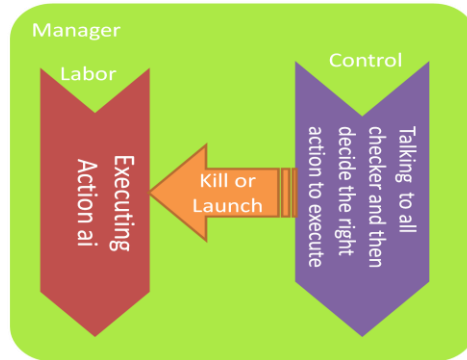 Manager
Labor
Control
Executing
Action ai
Kill or
Launch
Talking to all
checker and then
decide the right
action to execute